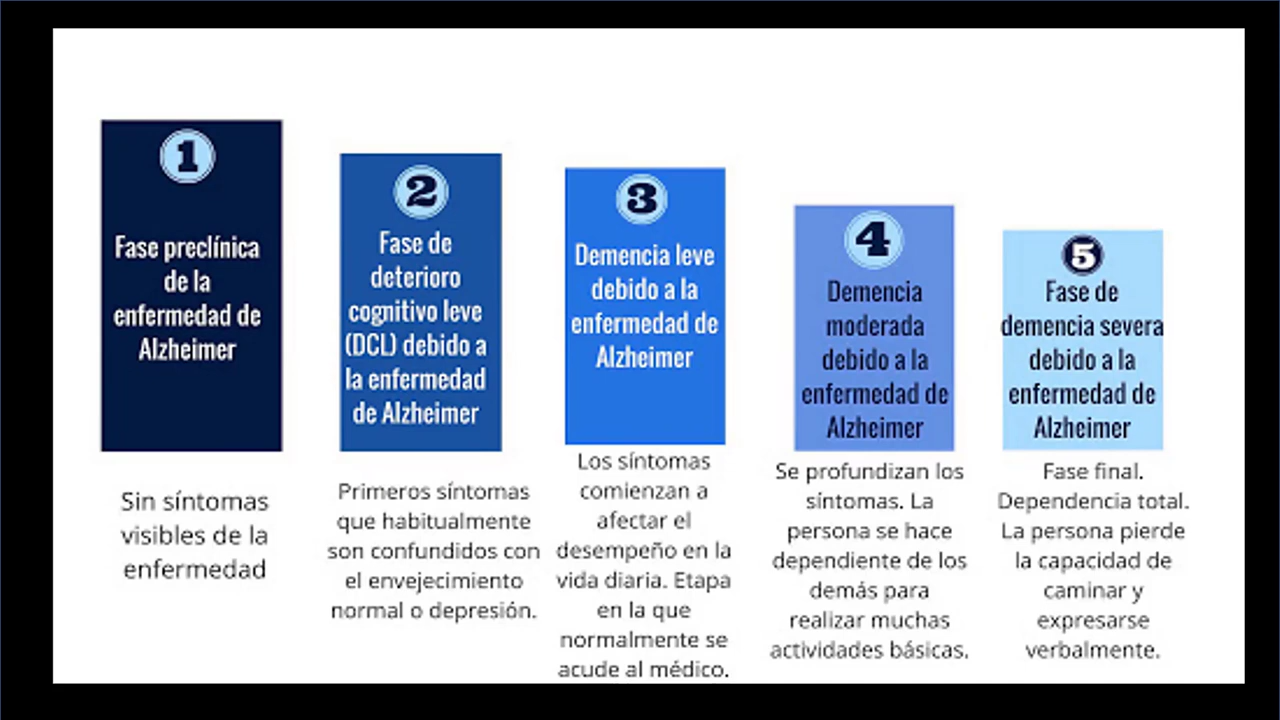 1
Fase preclínica
de la
enfermedad de
Alzheimer
Sin síntomas
visibles de la
enfermedad
2
Fase de
deterioro
cognitivo leve
(DCL) debido a
la enfermedad
de Alzheimer
Primeros síntomas
que habitualmente
son confundidos con
el envejecimiento
normal o depresión.
3
Demencia leve
debido a la
enfermedad de
Alzheimer
Los síntomas
comienzan a
afectar el
desempeño en la
vida diaria. Etapa
en la que
normalmente se
acude al médico.
4
Demencia
moderada
debido a la
enfermedad de
Alzheimer
Se profundizan los
síntomas. La
persona se hace
dependiente de los
demás para
realizar muchas
actividades básicas.
5
Fase de
demencia severa
debido a la
enfermedad de
Alzheimer
Fase final.
Dependencia total.
La persona pierde
la capacidad de
caminar y
expresarse
verbalmente.